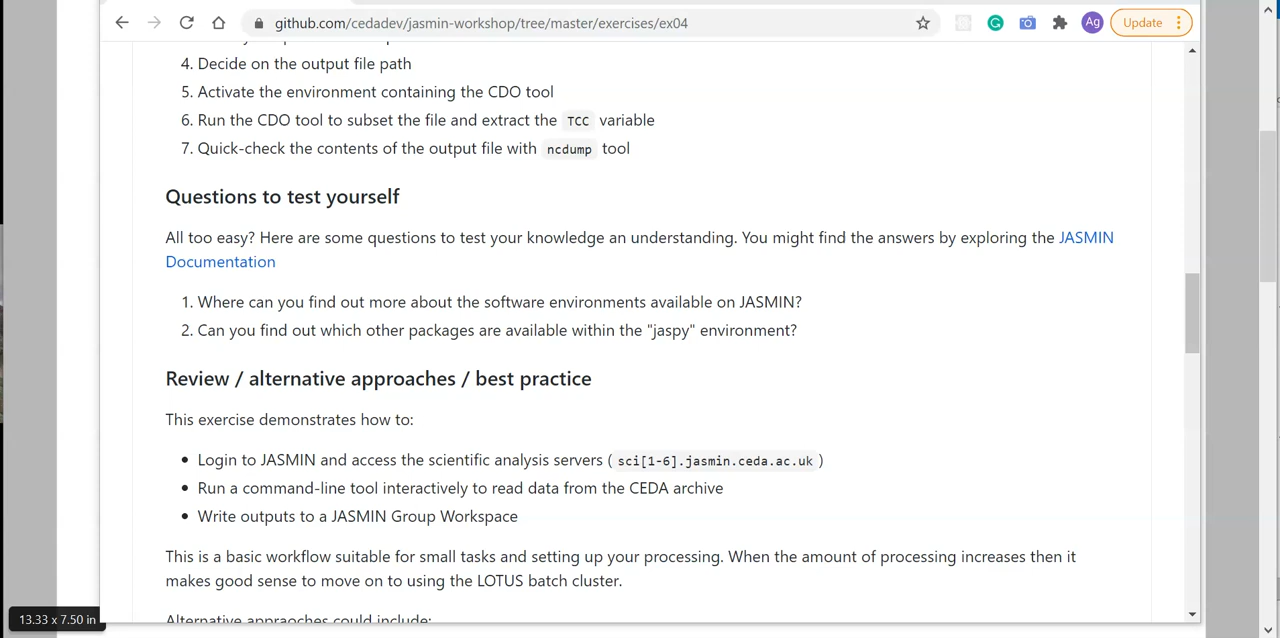 github.com/cedadev/jasmin-workshop/tree/master/exercises/ex04
Ag
Update
4. Decide on the output file path
5. Activate the environment containing the CDO tool
6. Run the CDO tool to subset the file and extract the TCC variable
7. Quick-check the contents of the output file with ncdump tool
Questions to test yourself
All too easy? Here are some questions to test your knowledge an understanding. You might find the answers by exploring the JASMIN
Documentation
1. Where can you find out more about the software environments available on JASMIN?
2. Can you find out which other packages are available within the "jaspy" environment?
Review / alternative approaches / best practice
This exercise demonstrates how to:
• Login to JASMIN and access the scientific analysis servers ( sci[1-6].jasmin.ceda.ac.uk )
• Run a command-line tool interactively to read data from the CEDA archive
• Write outputs to a JASMIN Group Workspace
This is a basic workflow suitable for small tasks and setting up your processing. When the amount of processing increases then it
makes good sense to move on to using the LOTUS batch cluster.
Alternative approaches could include:
13.33 x 7.50 in